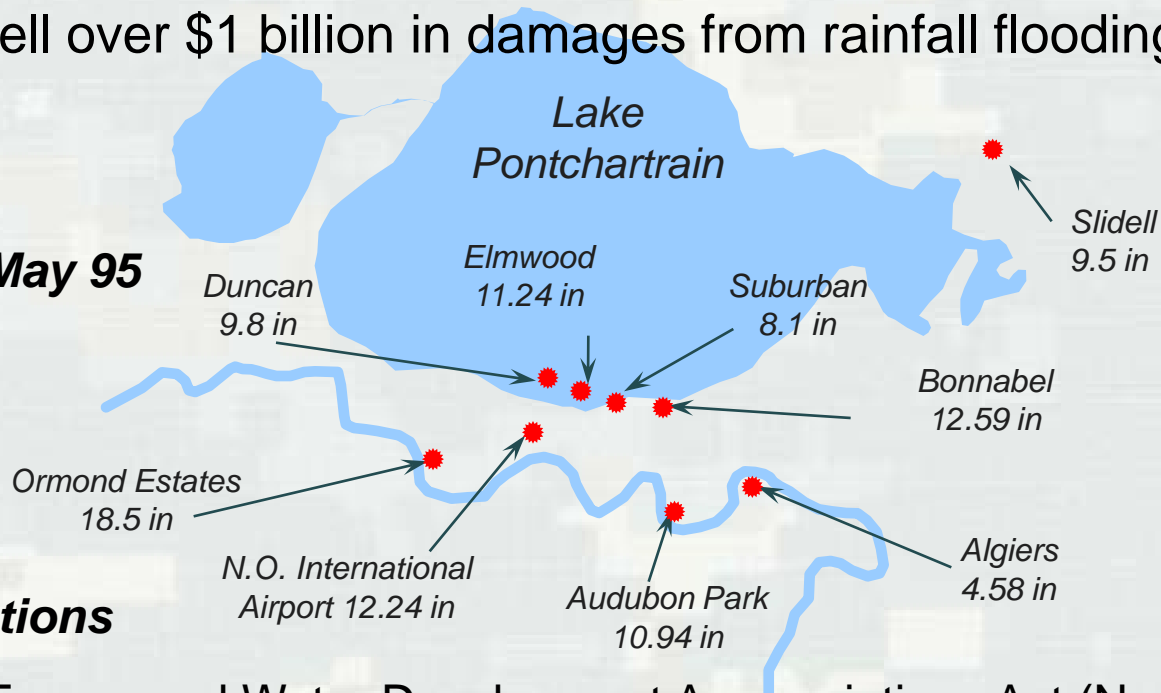 ell over $1 billion in damages from rainfall flooding
Lake
Pontchartrain
Slidell
9.5 in
May 95
Duncan
9.8 in
Elmwood
11.24 in
Suburban
8.1 in
Bonnabel
12.59 in
Ormond Estates
18.5 in
N.O. International
Airport 12.24 in
Audubon Park
10.94 in
Algiers
4.58 in
tions